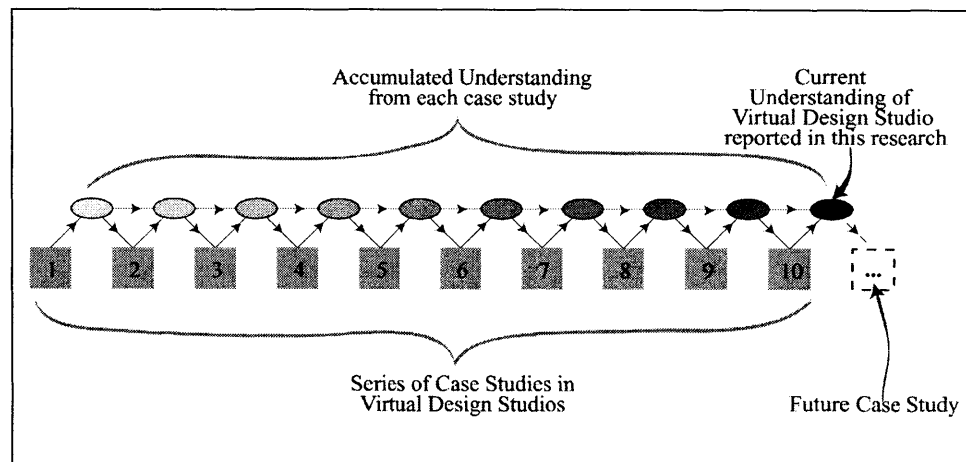 Accumulated Understanding
from each case study
Current
Understanding of
Virtual Design Studio
reported in this research
1 2 3 4 5 6 7 8 9 10 ...
Series of Case Studies in
Virtual Design Studios
Future Case Study